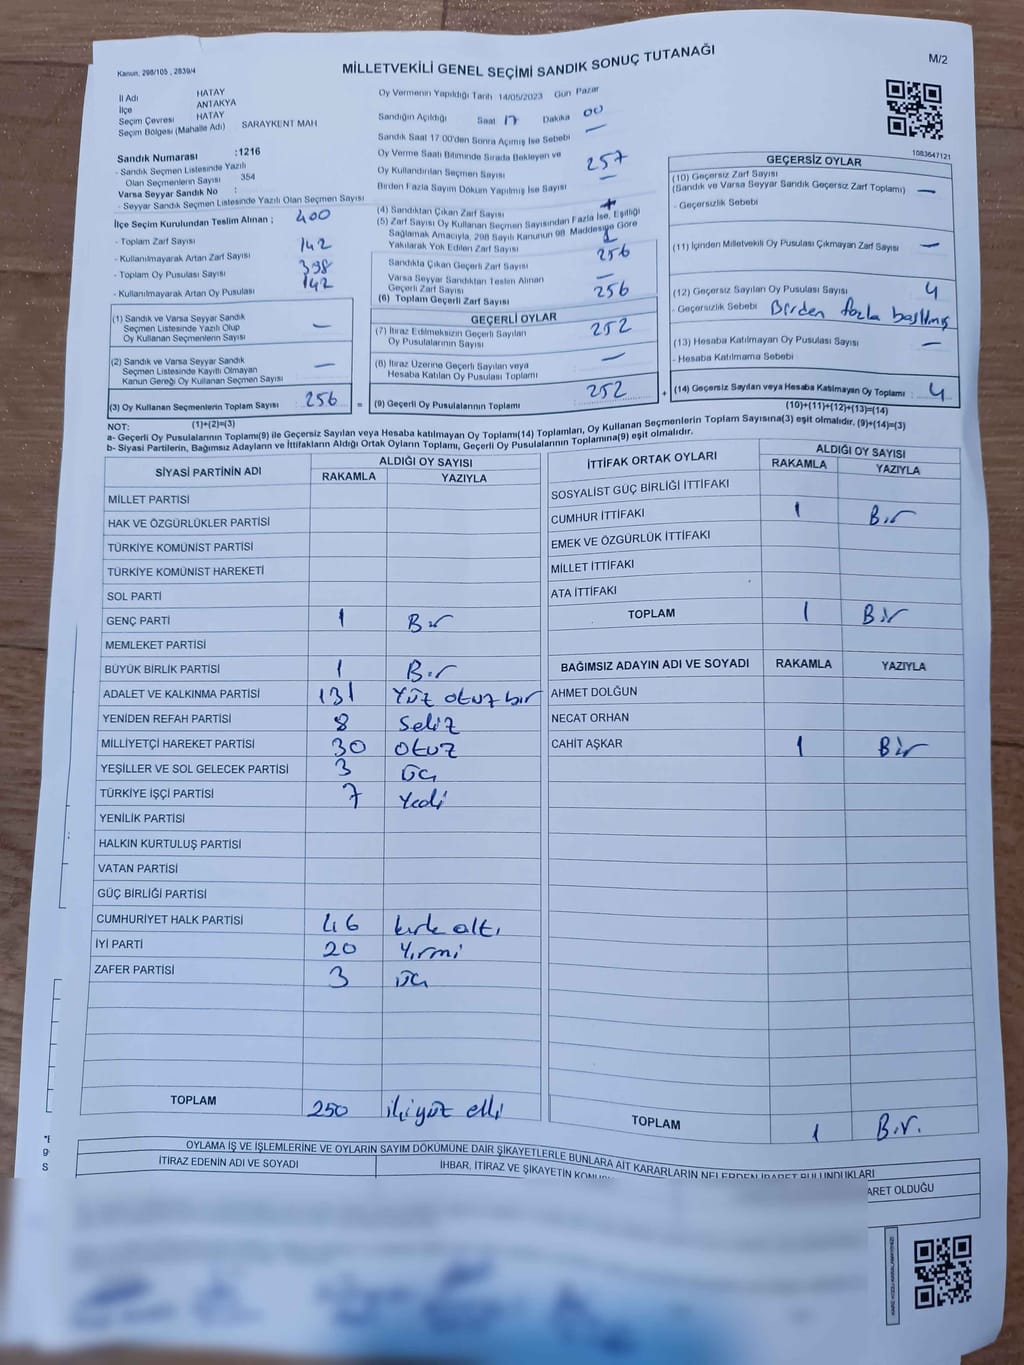 Kanun, 298/105 , 2839/4
MİLLETVEKİLİ GENEL SEÇİMİ SANDIK SONUÇ TUTANAĞI
M/2
İl Adı HATAY
İlçe ANTAKYA
Seçim Çevresi HATAY
Seçim Bölgesi (Mahalle Adı) SARAYKENT MAH
Sandık Numarası :1216
- Sandık Seçmen Listesinde Yazılı
Olan Seçmenlerin Sayısı 354
Varsa Seyyar Sandık No :
- Seyyar Sandık Seçmen Listesinde Yazılı Olan Seçmen Sayısı
İlçe Seçim Kurulundan Teslim Alınan ; 400
- Toplam Zarf Sayısı
- Kullanılmayarak Artan Zarf Sayısı 142
- Toplam Oy Pusulası Sayısı 398
- Kullanılmayarak Artan Oy Pusulası 142
(1) Sandık ve Varsa Seyyar Sandık
Seçmen Listesinde Yazılı Olup
Oy Kullanan Seçmenlerin Sayısı —
(2) Sandık ve Varsa Seyyar Sandık
Seçmen Listesinde Kayıtlı Olmayan
Kanun Gereği Oy Kullanan Seçmen Sayısı —
(3) Oy Kullanan Seçmenlerin Toplam Sayısı 256 =
(1)+(2)=(3)
Oy Vermenin Yapıldığı Tarih 14/05/2023 Gün Pazar
Sandığın Açıldığı Saat 17 Dakika 00
Sandık Saat 17.00'den Sonra Açımış İse Sebebi —
Oy Verme Saati Bitiminde Sırada Bekleyen ve
Oy Kullandırılan Seçmen Sayısı 257
Birden Fazla Sayım Döküm Yapılmış İse Sayısı —
(4) Sandıktan Çıkan Zarf Sayısı
(5) Zarf Sayısı Oy Kullanan Seçmen Sayısından Fazla İse, Eşitliği
Sağlamak Amacıyla, 298 Sayılı Kanunun 98. Maddesine Göre
Yakılarak Yok Edilen Zarf Sayısı 1
Sandıkta Çıkan Geçerli Zarf Sayısı 256
Varsa Seyyar Sandıktan Teslim Alınan
Geçerli Zarf Sayısı —
(6) Toplam Geçerli Zarf Sayısı 256
GEÇERLİ OYLAR
(7) İtiraz Edilmeksizin Geçerli Sayılan
Oy Pusulalarının Sayısı 252
(8) İtiraz Üzerine Geçerli Sayılan veya
Hesaba Katılan Oy Pusulası Toplamı —
(9) Geçerli Oy Pusulalarının Toplamı 252 +
1083647121
GEÇERSİZ OYLAR
(10) Geçersiz Zarf Sayısı
(Sandık ve Varsa Seyyar Sandık Geçersiz Zarf Toplamı) —
- Geçersizlik Sebebi
(11) İçinden Milletvekili Oy Pusulası Çıkmayan Zarf Sayısı —
(12) Geçersiz Sayılan Oy Pusulası Sayısı 4
- Geçersizlik Sebebi Birden fazla basılmış
(13) Hesaba Katılmayan Oy Pusulası Sayısı —
- Hesaba Katılmama Sebebi
(14) Geçersiz Sayılan veya Hesaba Katılmayan Oy Toplamı : 4
(10)+(11)+(12)+(13)=(14)
NOT:
a- Geçerli Oy Pusulalarının Toplamı(9) ile Geçersiz Sayılan veya Hesaba katılmayan Oy Toplamı(14) Toplamları, Oy Kullanan Seçmenlerin Toplam Sayısına(3) eşit olmalıdır. (9)+(14)=(3)
b- Siyasi Partilerin, Bağımsız Adayların ve İttifakların Aldığı Ortak Oyların Toplamı, Geçerli Oy Pusulalarının Toplamına(9) eşit olmalıdır.
SİYASİ PARTİNİN ADI ALDIĞI OY SAYISI
RAKAMLA YAZIYLA
MİLLET PARTİSİ
HAK VE ÖZGÜRLÜKLER PARTİSİ
TÜRKİYE KOMÜNİST PARTİSİ
TÜRKİYE KOMÜNİST HAREKETİ
SOL PARTİ
GENÇ PARTİ 1 Bir
MEMLEKET PARTİSİ
BÜYÜK BİRLİK PARTİSİ 1 Bir
ADALET VE KALKINMA PARTİSİ 131 Yüz otuz bir
YENİDEN REFAH PARTİSİ 8 Sekiz
MİLLİYETÇİ HAREKET PARTİSİ 30 otuz
YEŞİLLER VE SOL GELECEK PARTİSİ 3 üç
TÜRKİYE İŞÇİ PARTİSİ 7 Yedi
YENİLİK PARTİSİ
HALKIN KURTULUŞ PARTİSİ
VATAN PARTİSİ
GÜÇ BİRLİĞİ PARTİSİ
CUMHURİYET HALK PARTİSİ 46 kırk altı
İYİ PARTİ 20 Yirmi
ZAFER PARTİSİ 3 üç
TOPLAM 250 ikiyüz elli
İTTİFAK ORTAK OYLARI ALDIĞI OY SAYISI
RAKAMLA YAZIYLA
SOSYALİST GÜÇ BİRLİĞİ İTTİFAKI
CUMHUR İTTİFAKI 1 Bir
EMEK VE ÖZGÜRLÜK İTTİFAKI
MİLLET İTTİFAKI
ATA İTTİFAKI
TOPLAM 1 Bir
BAĞIMSIZ ADAYIN ADI VE SOYADI RAKAMLA YAZIYLA
AHMET DOLĞUN
NECAT ORHAN
CAHİT AŞKAR 1 Bir
TOPLAM 1 Bir.
OYLAMA İŞ VE İŞLEMLERİNE VE OYLARIN SAYIM DÖKÜMÜNE DAİR ŞİKAYETLERLE BUNLARA AİT KARARLARIN NELERDEN İBARET BULUNDUKLARI
İTİRAZ EDENİN ADI VE SOYADI İHBAR, İTİRAZ VE ŞİKAYETİN
ARET OLDUĞU